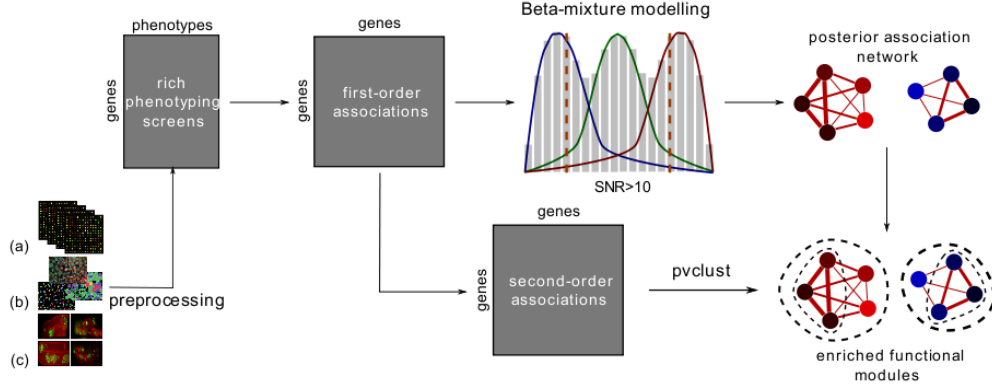 phenotypes
genes
rich
phenotyping
screens
genes
genes
first-order
associations
Beta-mixture modelling
SNR>10
posterior association
network
(a)
(b)
(c)
preprocessing
genes
genes
second-order
associations
pvclust
enriched functional
modules